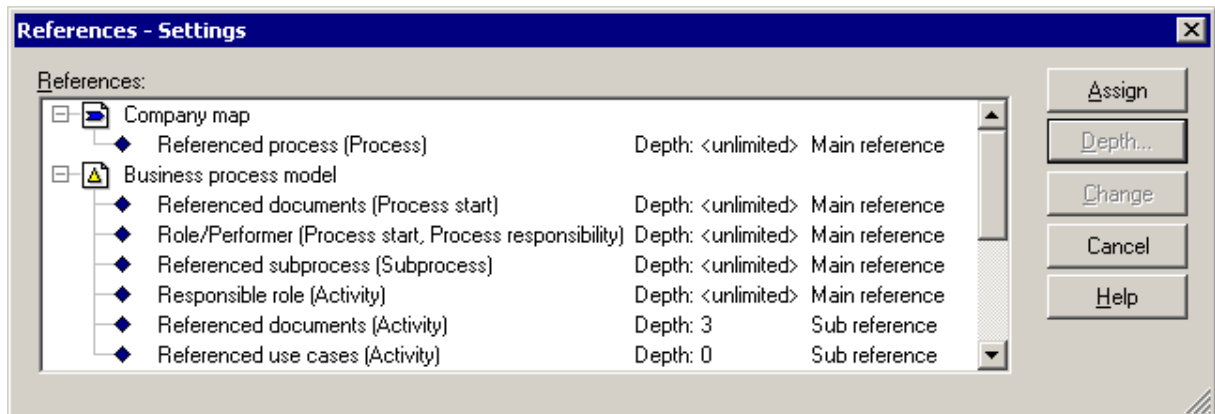 References - Settings
References:
Company map
Referenced process (Process) Depth: <unlimited> Main reference
Business process model
Referenced documents (Process start) Depth: <unlimited> Main reference
Role/Performer (Process start, Process responsibility) Depth: <unlimited> Main reference
Referenced subprocess (Subprocess) Depth: <unlimited> Main reference
Responsible role (Activity) Depth: <unlimited> Main reference
Referenced documents (Activity) Depth: 3 Sub reference
Referenced use cases (Activity) Depth: 0 Sub reference
Assign
Depth...
Change
Cancel
Help